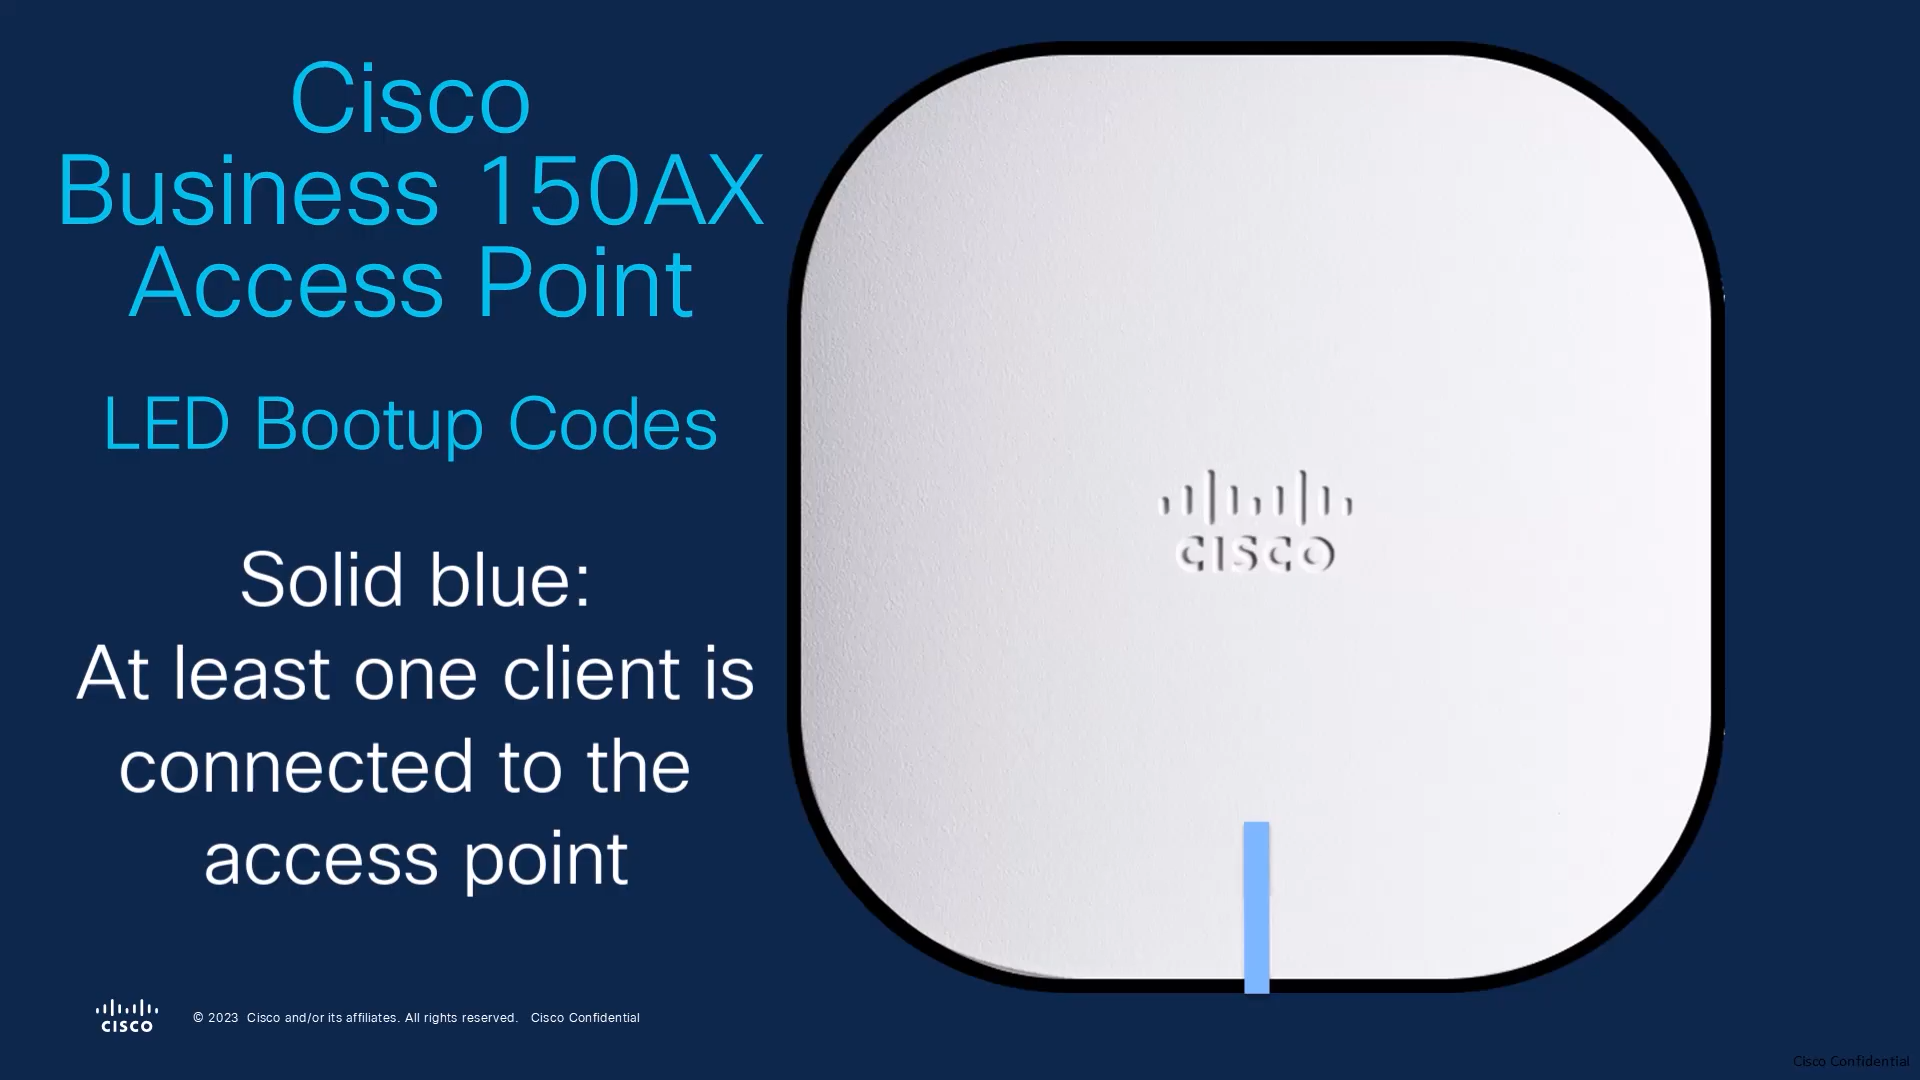 Cisco
Business 150AX
Access Point
LED Bootup Codes
Solid blue:
At least one client is
connected to the
access point
CISCO
CISCO
© 2023 Cisco and/or its affiliates. All rights reserved. Cisco Confidential
Cisco Confidential